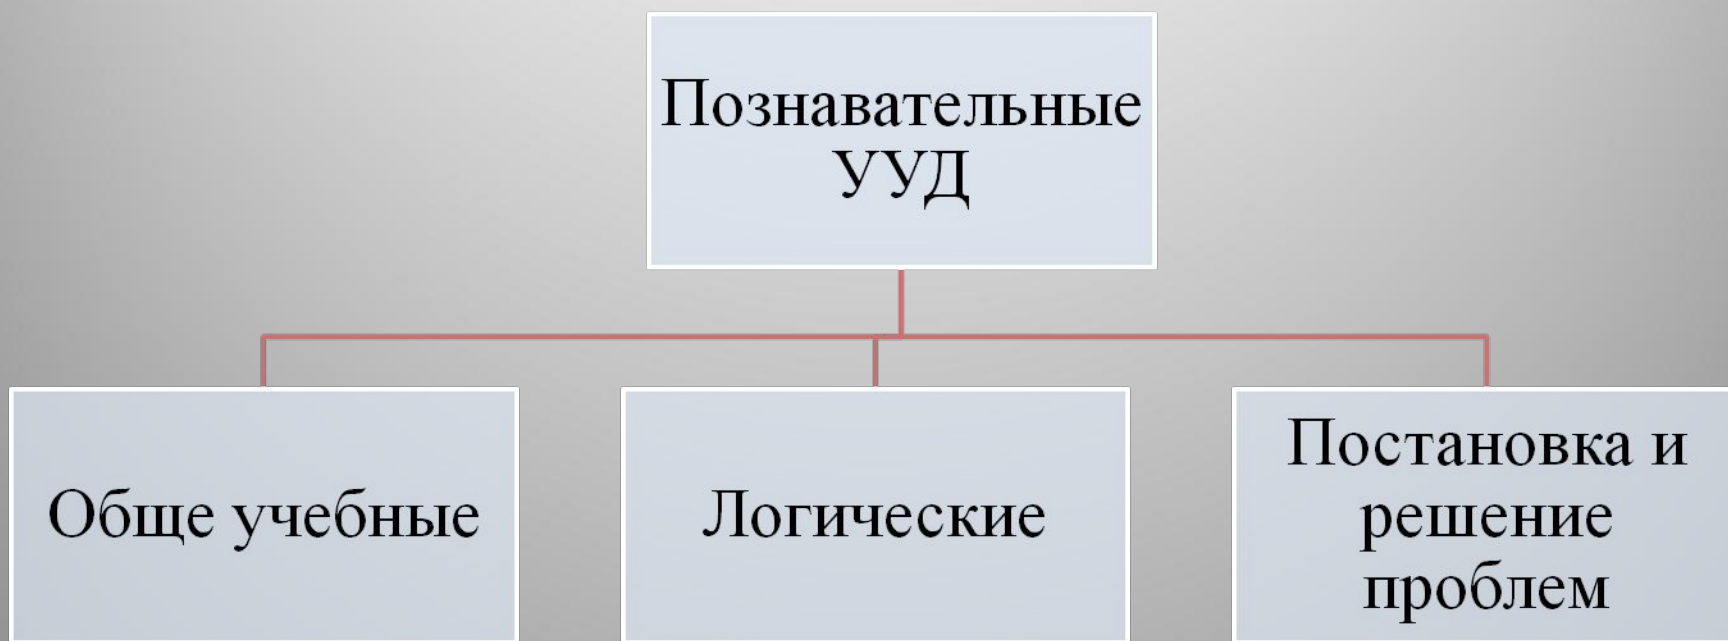 Познавательные
УУД
Обще учебные
Логические
Постановка и
решение
проблем